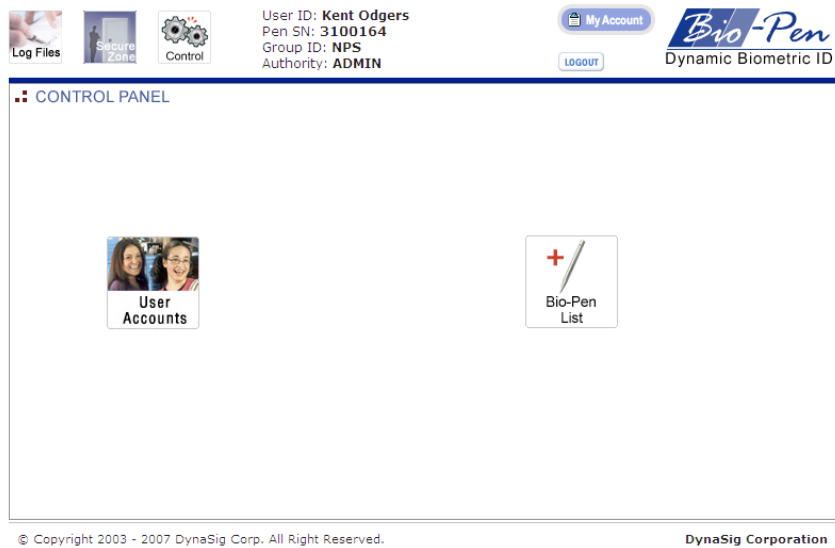 Log Files
Secure
Zone
Control
User ID: Kent Odgers
Pen SN: 3100164
Group ID: NPS
Authority: ADMIN
My Account
LOGOUT
Bio-Pen
Dynamic Biometric ID
CONTROL PANEL
User
Accounts
Bio-Pen
List
© Copyright 2003 - 2007 DynaSig Corp. All Right Reserved.
DynaSig Corporation